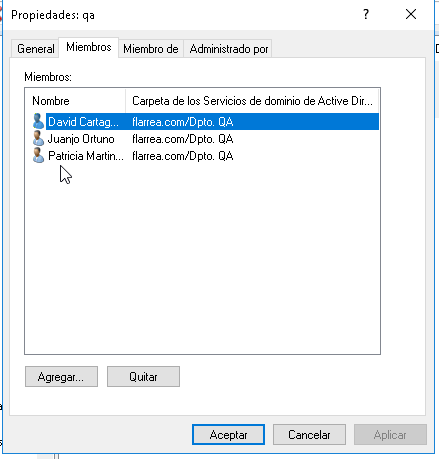 Propiedades: qa
General
Miembros
Miembro de
Administrado por
Miembros:
Nombre
Carpeta de los Servicios de dominio de Active Dir...
David Cartag... flarrea.com/Dpto. QA
Juanjo Ortuno flarrea.com/Dpto. QA
Patricia Martin... flarrea.com/Dpto. QA
Agregar...
Quitar
Aceptar
Cancelar
Aplicar